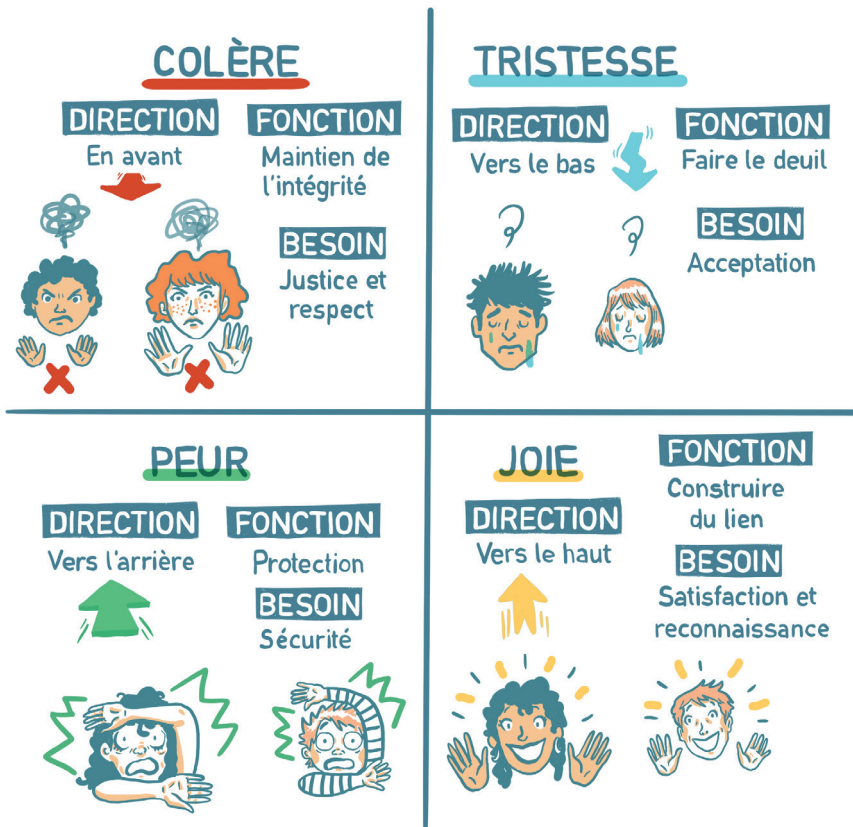 COLÈRE
DIRECTION
En avant
FONCTION
Maintien de
l'intégrité
BESOIN
Justice et
respect
TRISTESSE
DIRECTION
Vers le bas
FONCTION
Faire le deuil
BESOIN
Acceptation
PEUR
DIRECTION
Vers l'arrière
FONCTION
Protection
BESOIN
Sécurité
JOIE
DIRECTION
Vers le haut
FONCTION
Construire
du lien
BESOIN
Satisfaction et
reconnaissance